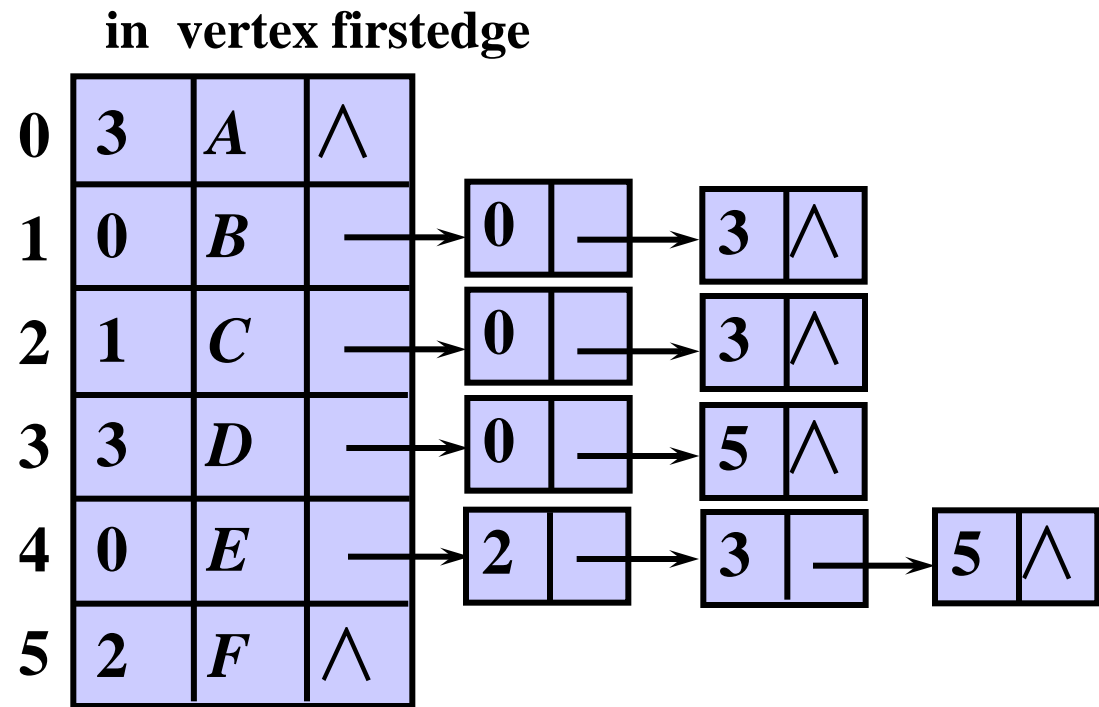 in vertex firstedge
0 3 A ∧
1 0 B 0 3 ∧
2 1 C 0 3 ∧
3 3 D 0 5 ∧
4 0 E 2 3 5 ∧
5 2 F ∧